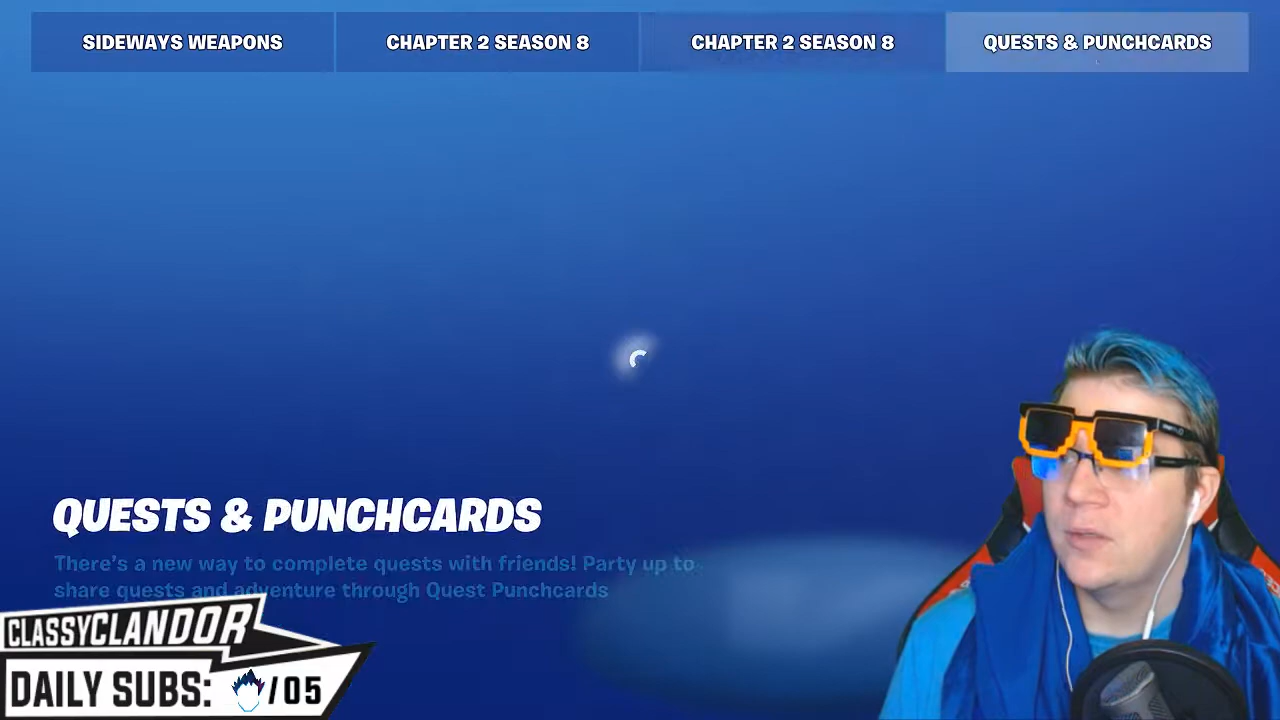 SIDEWAYS WEAPONS
CHAPTER 2 SEASON 8
CHAPTER 2 SEASON 8
QUESTS & PUNCHCARDS
QUESTS & PUNCHCARDS
There's a new way to complete quests with friends! Party up to
share quests and adventure through Quest Punchcards
CLASSYCLANDOR
DAILY SUBS: /05